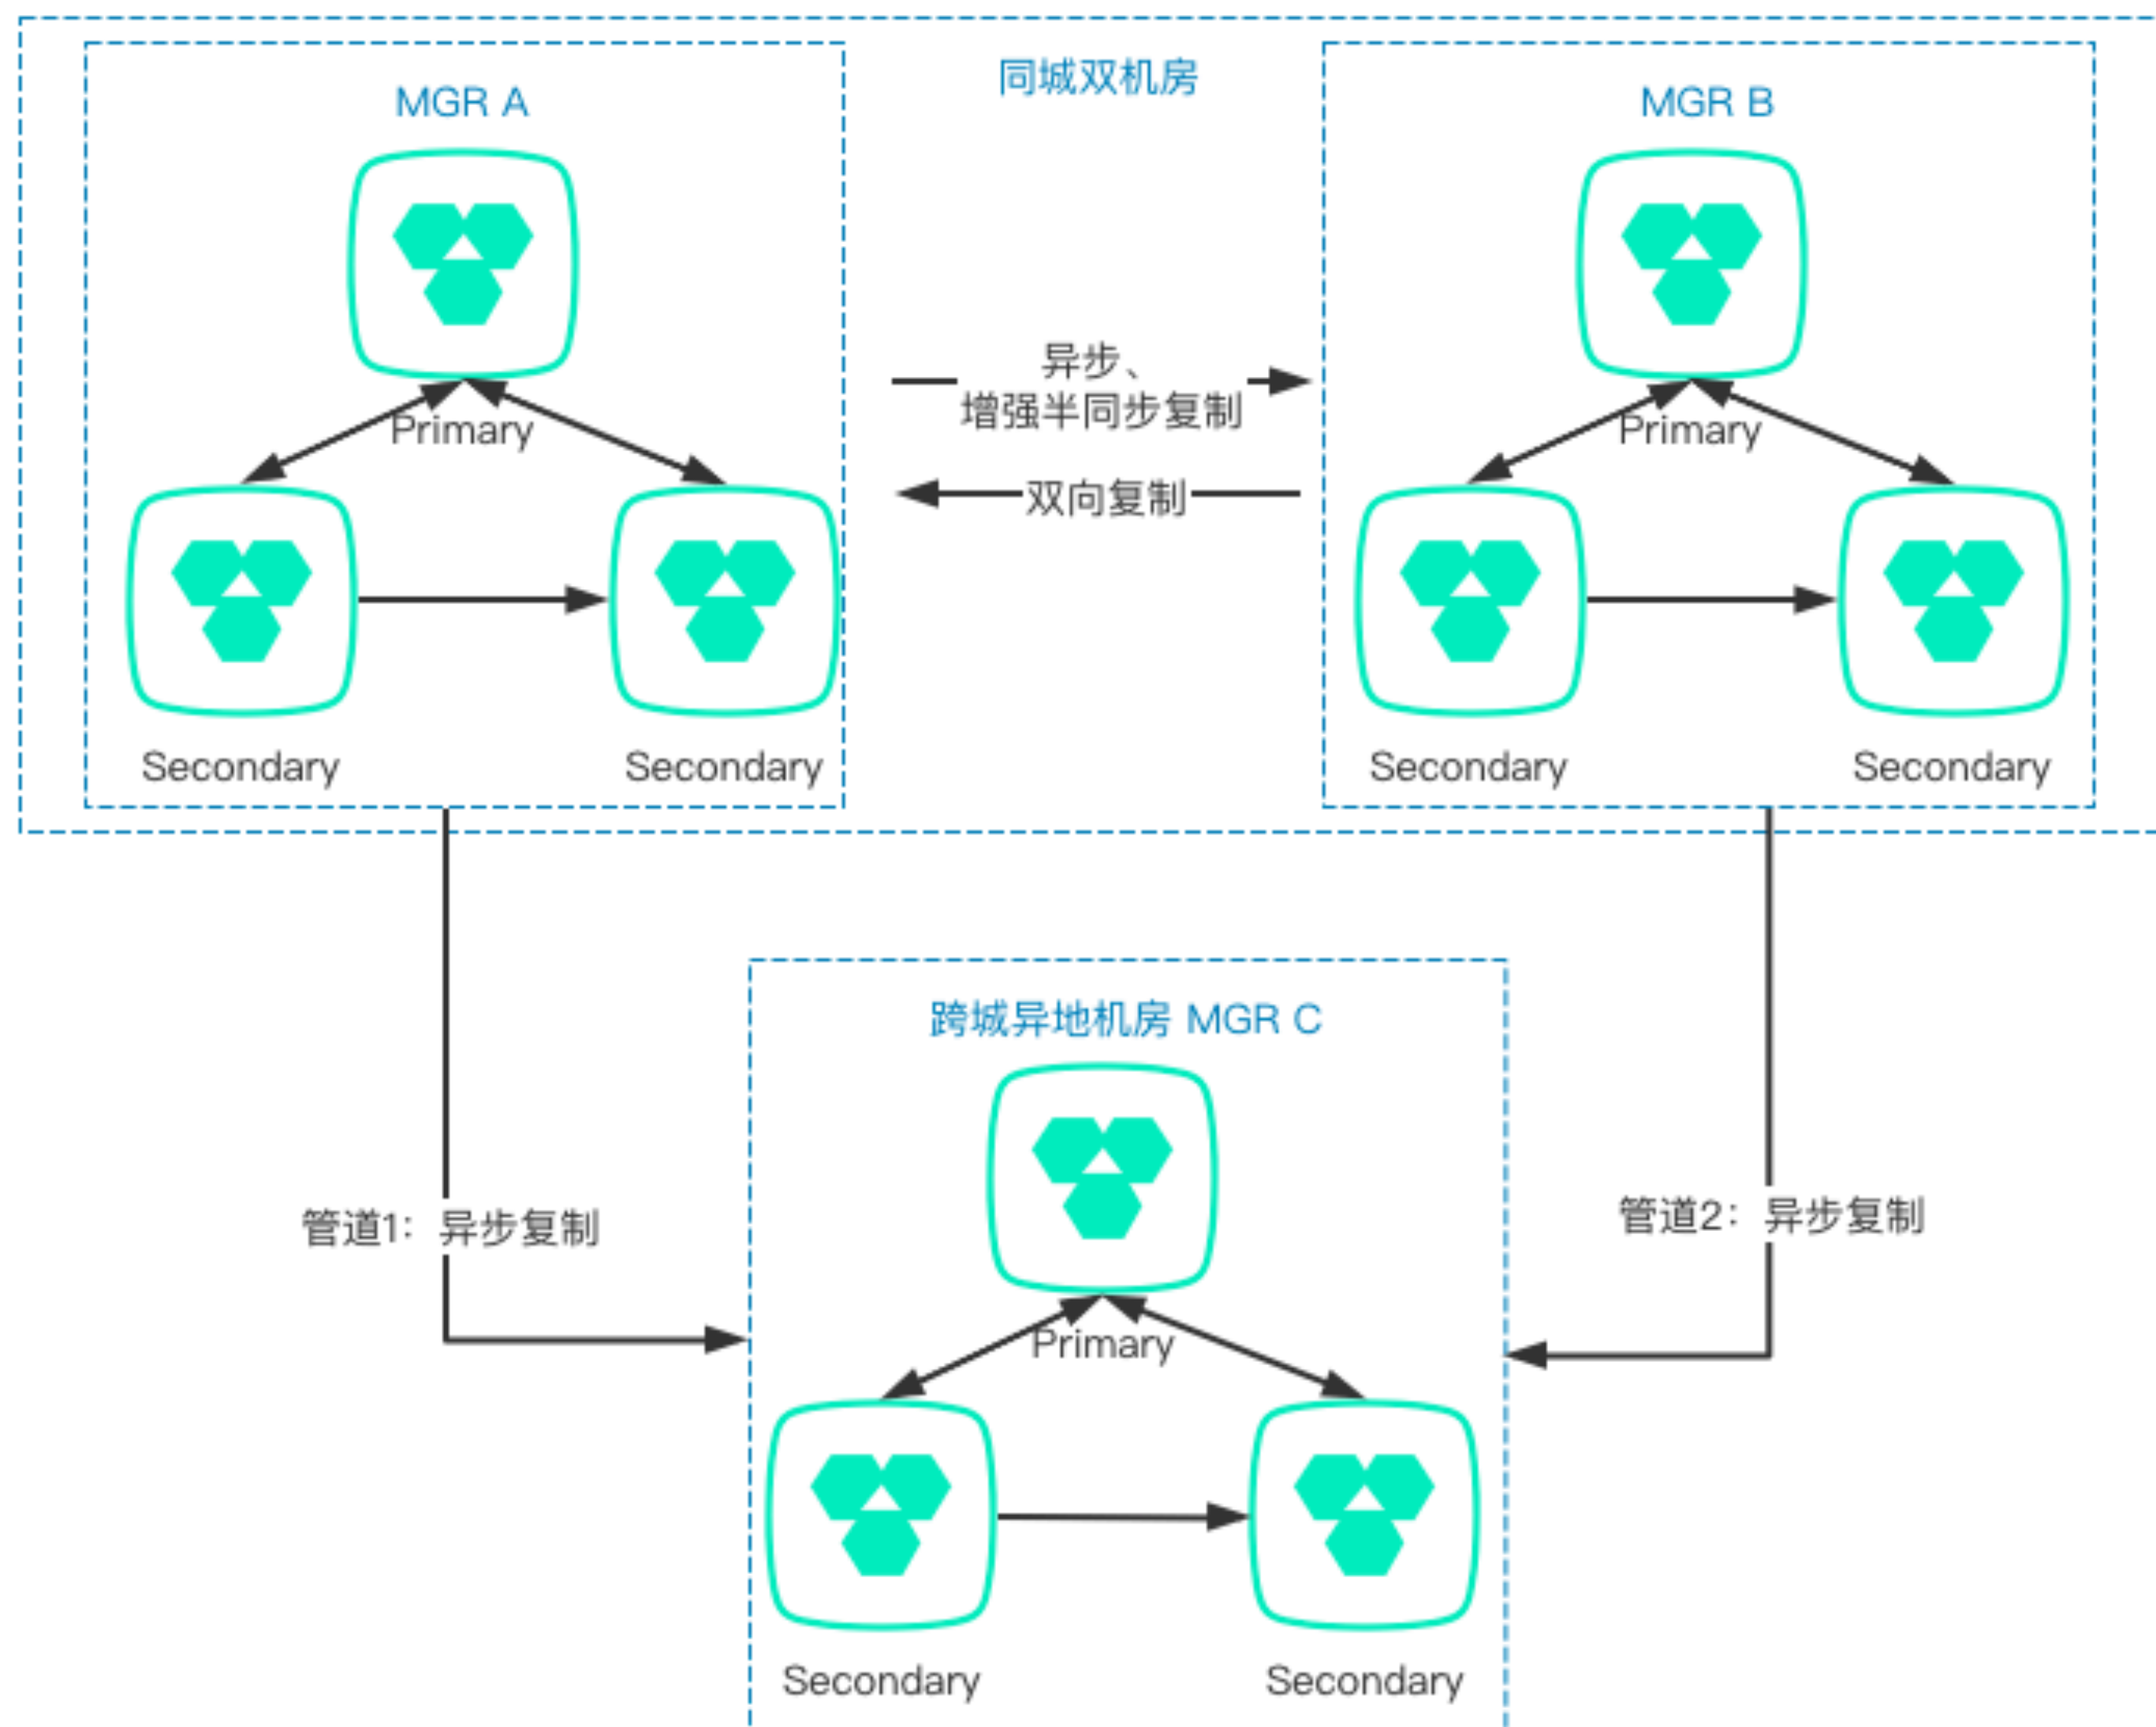 同城双机房
MGR A
MGR B
异步、
增强半同步复制
Primary
Primary
双向复制
Secondary
Secondary
Secondary
Secondary
跨城异地机房 MGR C
管道1：异步复制
管道2：异步复制
Primary
Secondary
Secondary